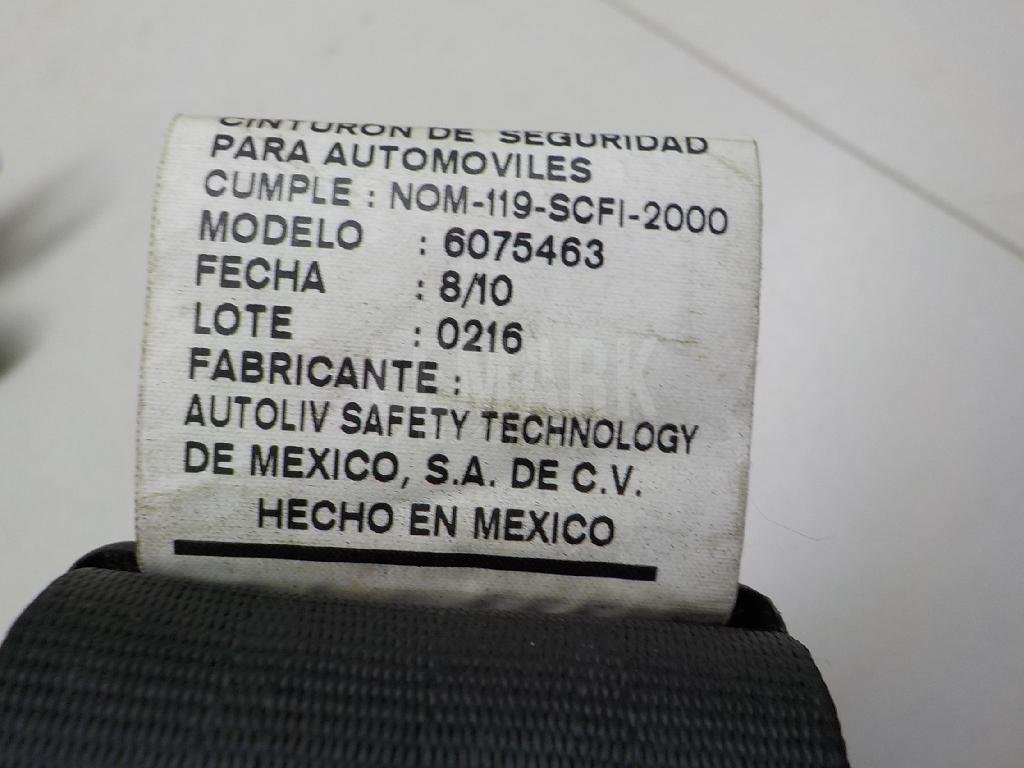 CINTURON DE SEGURIDAD
PARA AUTOMOVILES
CUMPLE : NOM-119-SCFI-2000
MODELO : 6075463
FECHA : 8/10
LOTE : 0216
FABRICANTE :
AUTOLIV SAFETY TECHNOLOGY
DE MEXICO, S.A. DE C.V.
HECHO EN MEXICO